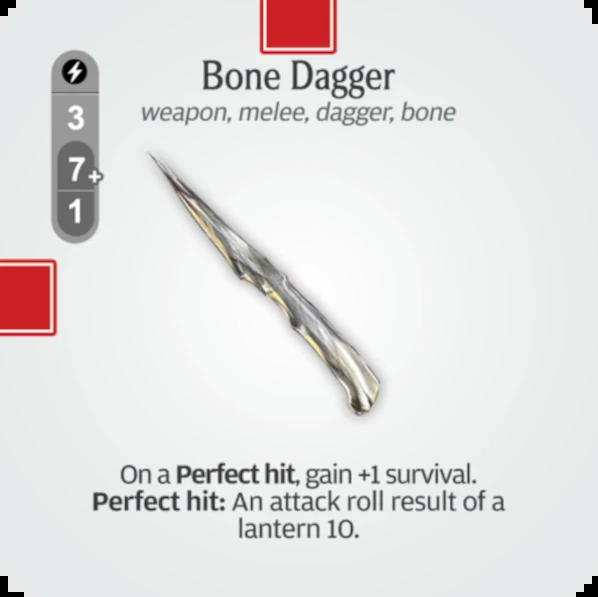 Bone Dagger
weapon, melee, dagger, bone
3
7+
1
On a Perfect hit, gain +1 survival.
Perfect hit: An attack roll result of a
lantern 10.